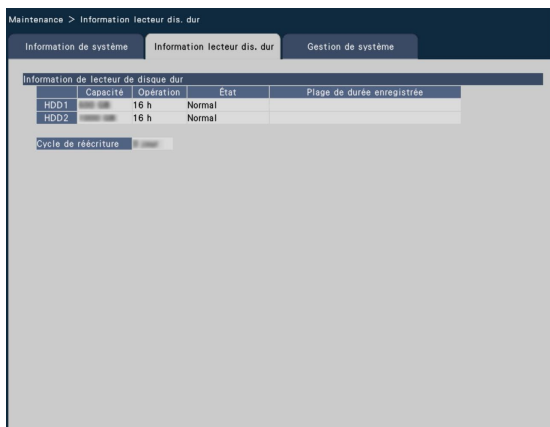 Maintenance > Information lecteur dis. dur
Information de système Information lecteur dis. dur Gestion de système
Information de lecteur de disque dur
Capacité Opération État Plage de durée enregistrée
HDD1 16 h Normal
HDD2 16 h Normal
Cycle de réécriture